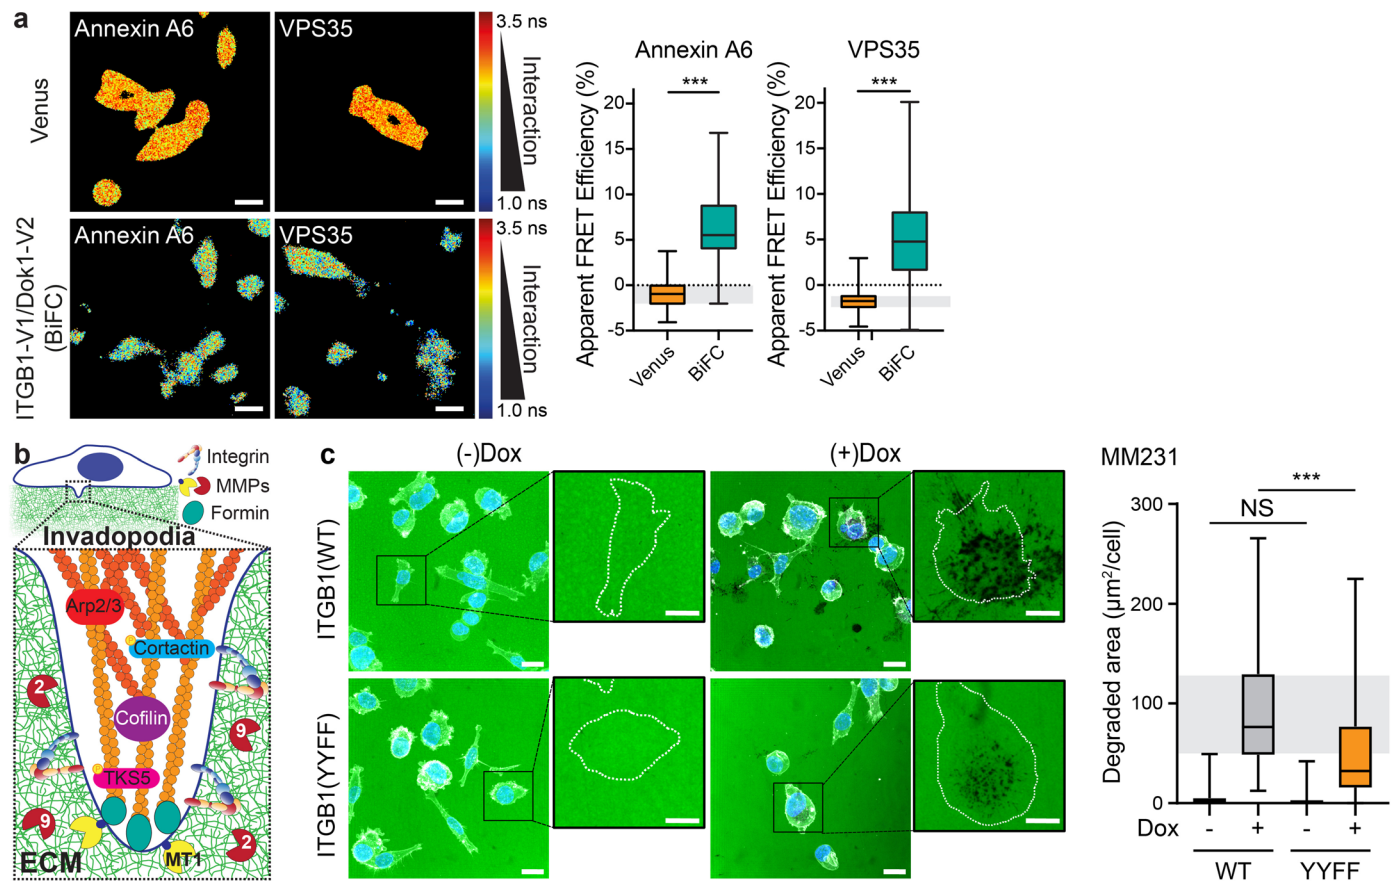 a
Annexin A6
VPS35
Venus
3.5 ns
Interaction
1.0 ns
Annexin A6
VPS35
ITGB1-V1/Dok1-V2
(BiFC)
3.5 ns
Interaction
1.0 ns
Annexin A6
***
Apparent FRET Efficiency (%)
20
15
10
5
0
-5
Venus
BiFC
VPS35
***
Apparent FRET Efficiency (%)
20
15
10
5
0
-5
Venus
BiFC
b
Integrin
MMPs
Formin
Invadopodia
Arp2/3
P
Cortactin
2
Cofilin
9
P
TKS5
9
2
MT1
ECM
c
(-)Dox
(+)Dox
ITGB1(WT)
ITGB1(YYFF)
MM231
***
NS
Degraded area (µm²/cell)
300
200
100
0
Dox - + - +
WT YYFF